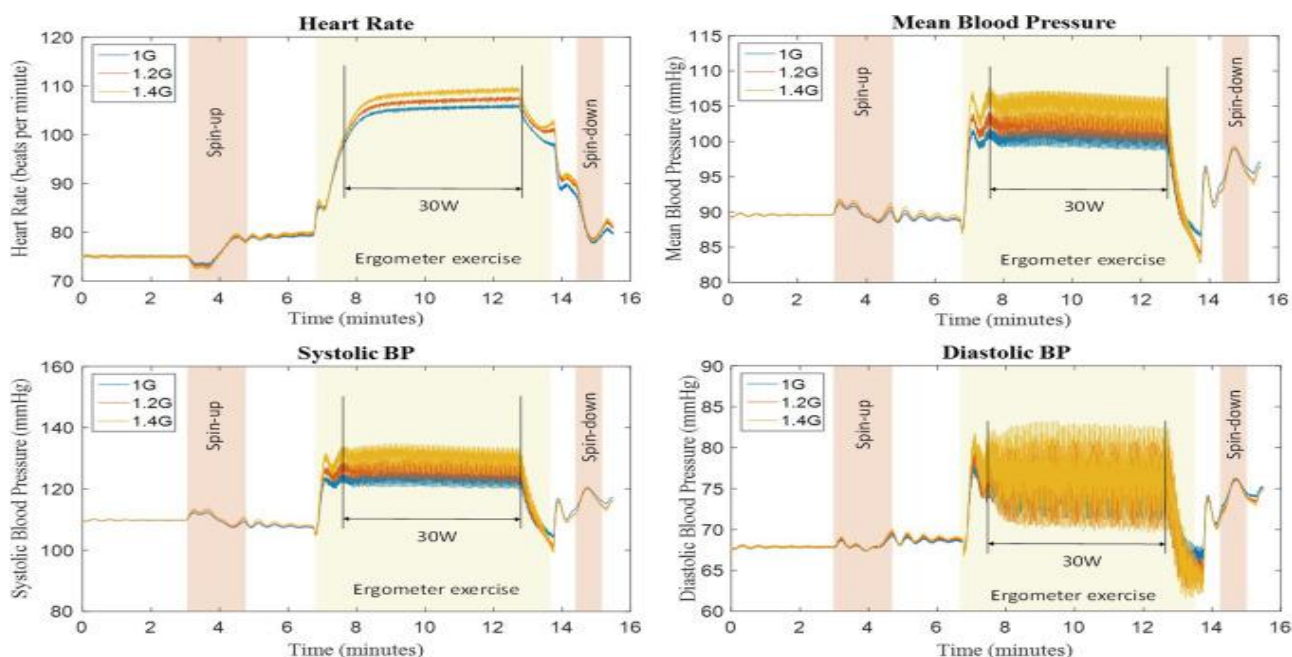 Heart Rate
Heart Rate (beats per minute)
120
110
100
90
80
70
1G
1.2G
1.4G
Spin-up
30W
Ergometer exercise
Spin-down
0 2 4 6 8 10 12 14 16
Time (minutes)
Mean Blood Pressure
Mean Blood Pressure (mmHg)
115
110
105
100
95
90
85
80
1G
1.2G
1.4G
Spin-up
30W
Ergometer exercise
Spin-down
0 2 4 6 8 10 12 14 16
Time (minutes)
Systolic BP
Systolic Blood Pressure (mmHg)
160
140
120
100
80
1G
1.2G
1.4G
Spin-up
30W
Ergometer exercise
Spin-down
0 2 4 6 8 10 12 14 16
Time (minutes)
Diastolic BP
Diastolic Blood Pressure (mmHg)
90
85
80
75
70
65
60
1G
1.2G
1.4G
Spin-up
30W
Ergometer exercise
Spin-down
0 2 4 6 8 10 12 14 16
Time (minutes)